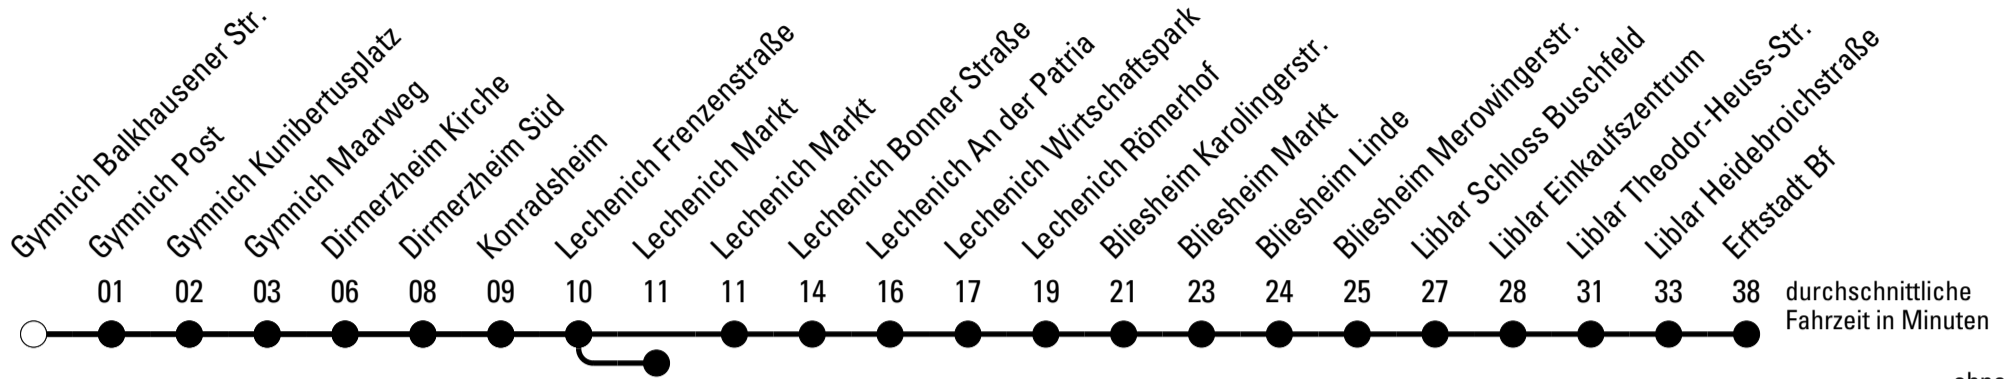 Gymnich Balkhausener Str.
Gymnich Post
Gymnich Kunibertusplatz
Gymnich Maarweg
Dirmerzheim Kirche
Dirmerzheim Süd
Konradsheim
Lechenich Frenzenstraße
Lechenich Markt
Lechenich Markt
Lechenich Bonner Straße
Lechenich An der Patria
Lechenich Wirtschaftspark
Lechenich Römerhof
Bliesheim Karolingerstr.
Bliesheim Markt
Bliesheim Linde
Bliesheim Merowingerstr.
Liblar Schloss Buschfeld
Liblar Einkaufszentrum
Liblar Theodor-Heuss-Str.
Liblar Heidebroichstraße
Erftstadt Bf
01 02 03 06 08 09 10 11 11 14 16 17 19 21 23 24 25 27 28 31 33 38
durchschnittliche
Fahrzeit in Minuten